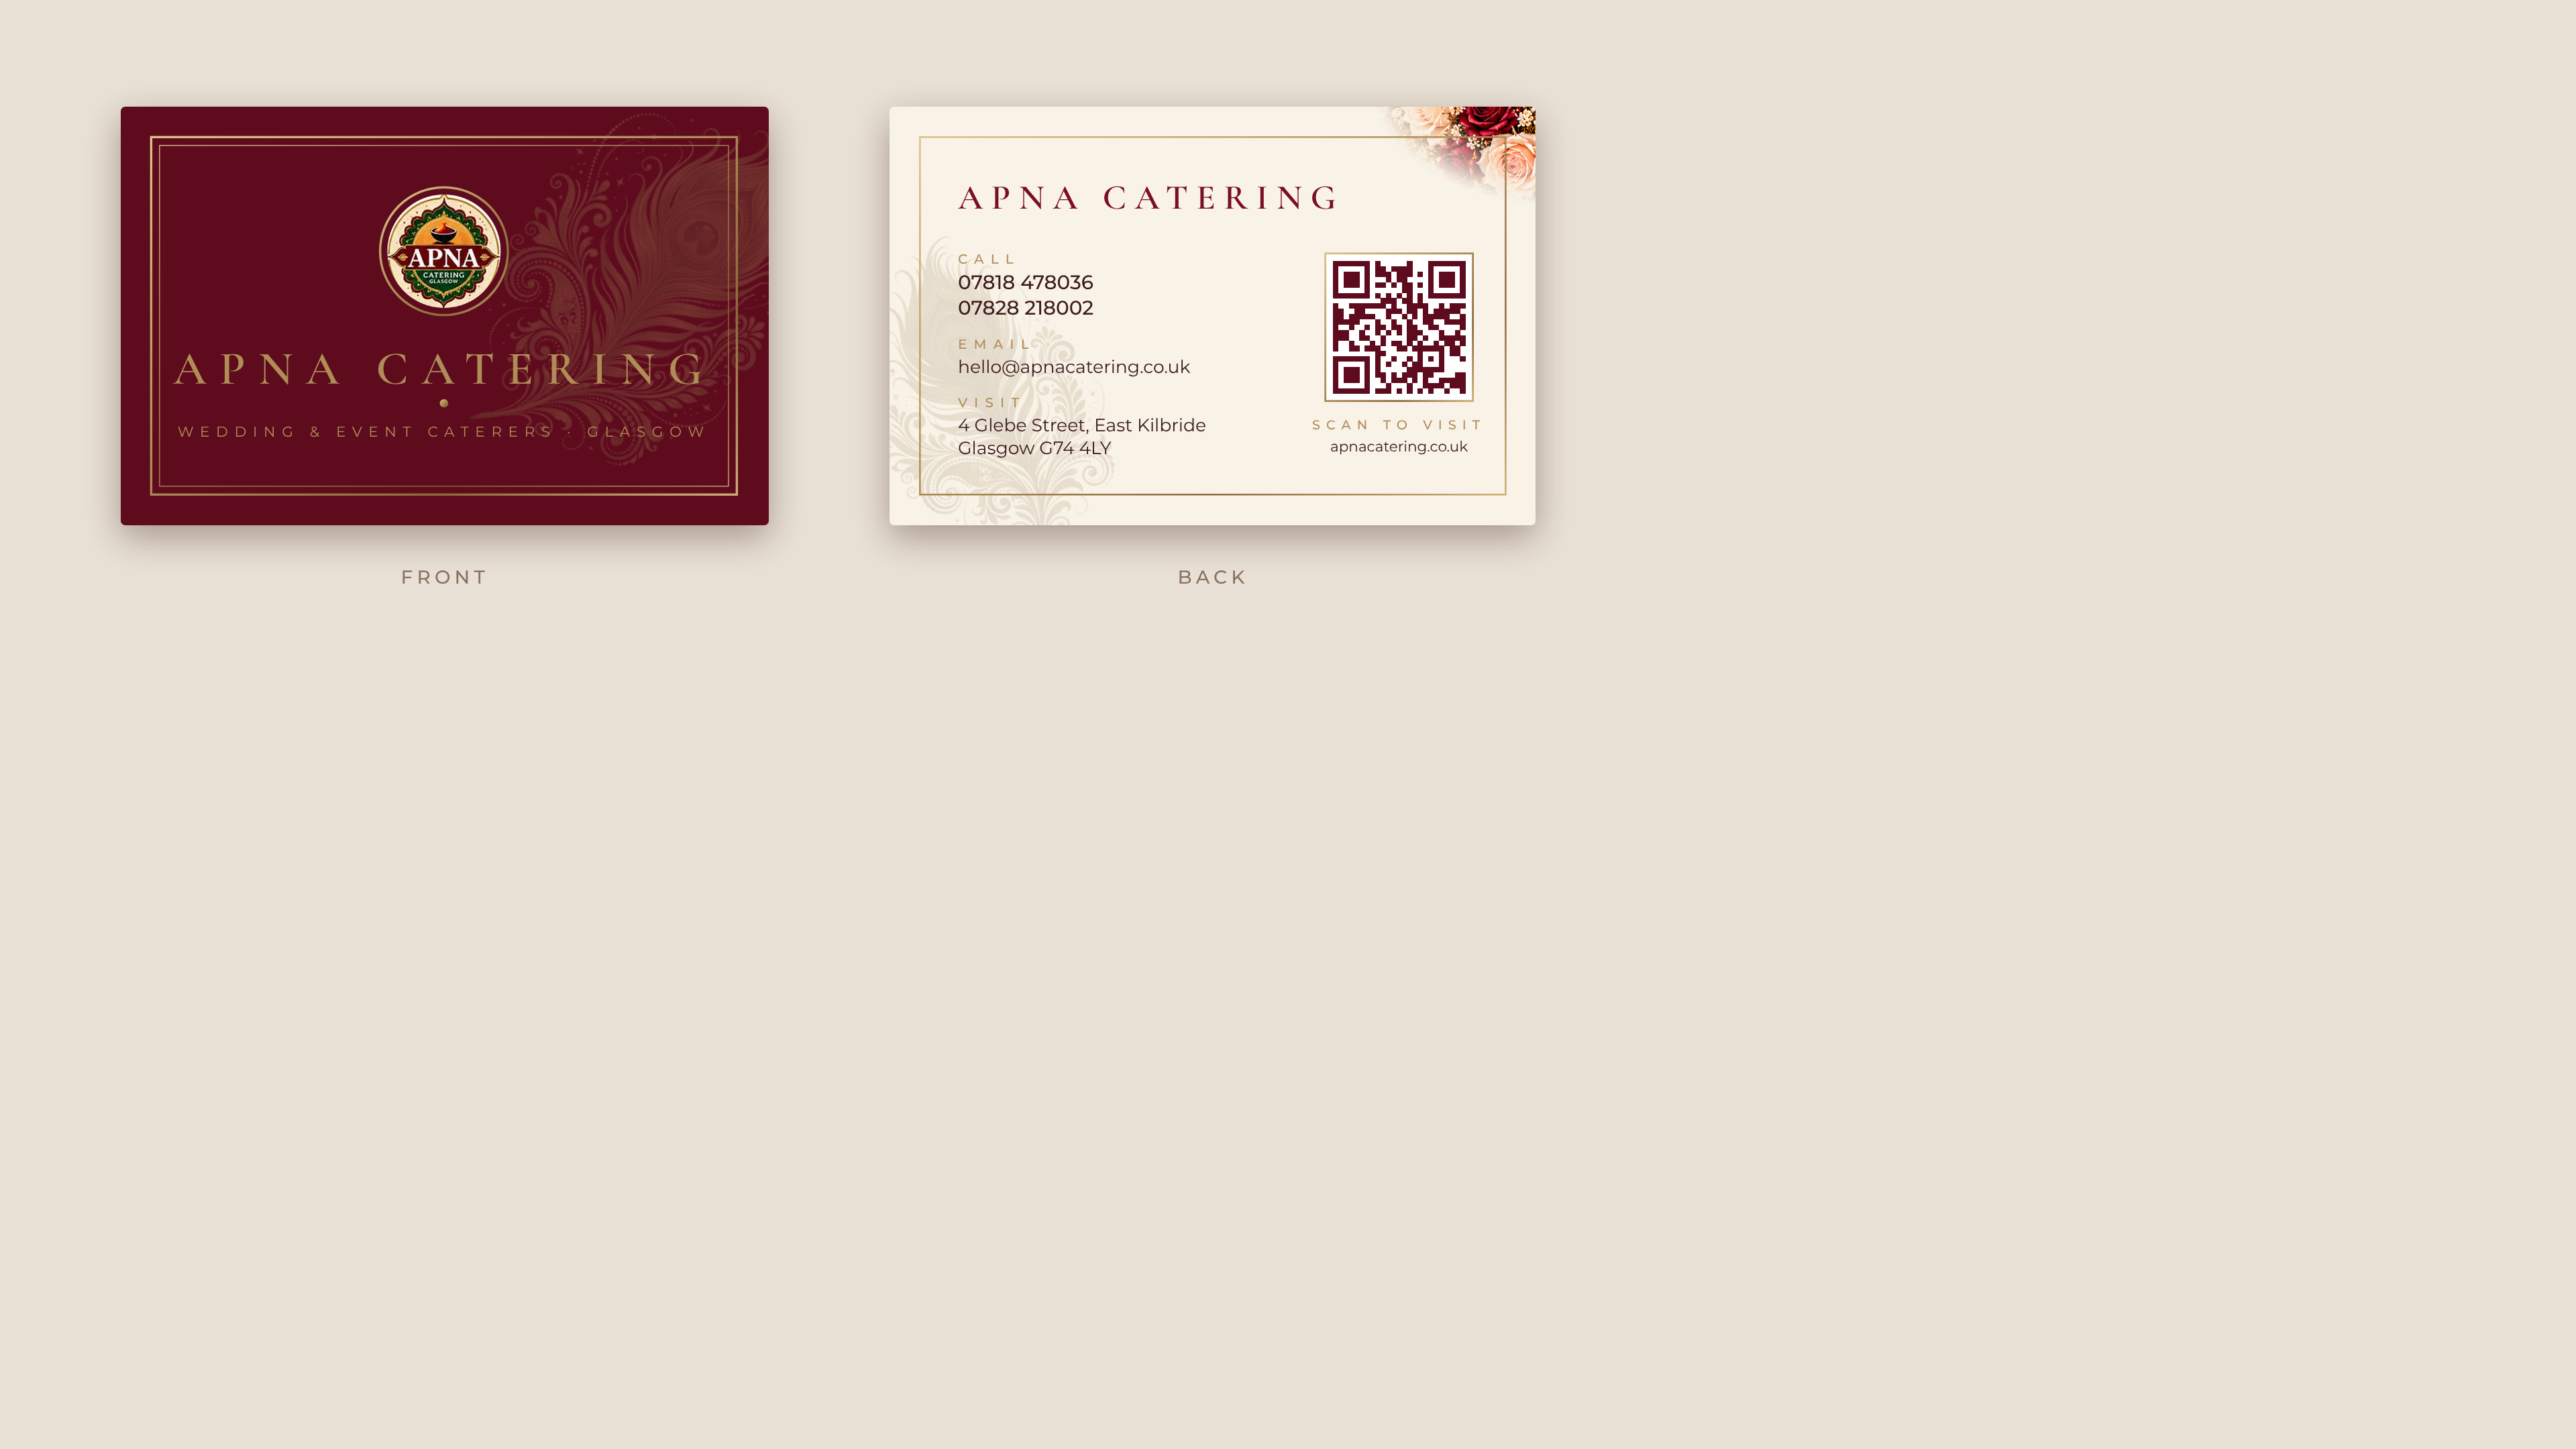 APNA
CATERING
GLASGOW
APNA CATERING
WEDDING & EVENT CATERERS · GLASGOW
FRONT
APNA CATERING
CALL
07818 478036
07828 218002
EMAIL
hello@apnacatering.co.uk
VISIT
4 Glebe Street, East Kilbride
Glasgow G74 4LY
SCAN TO VISIT
apnacatering.co.uk
BACK